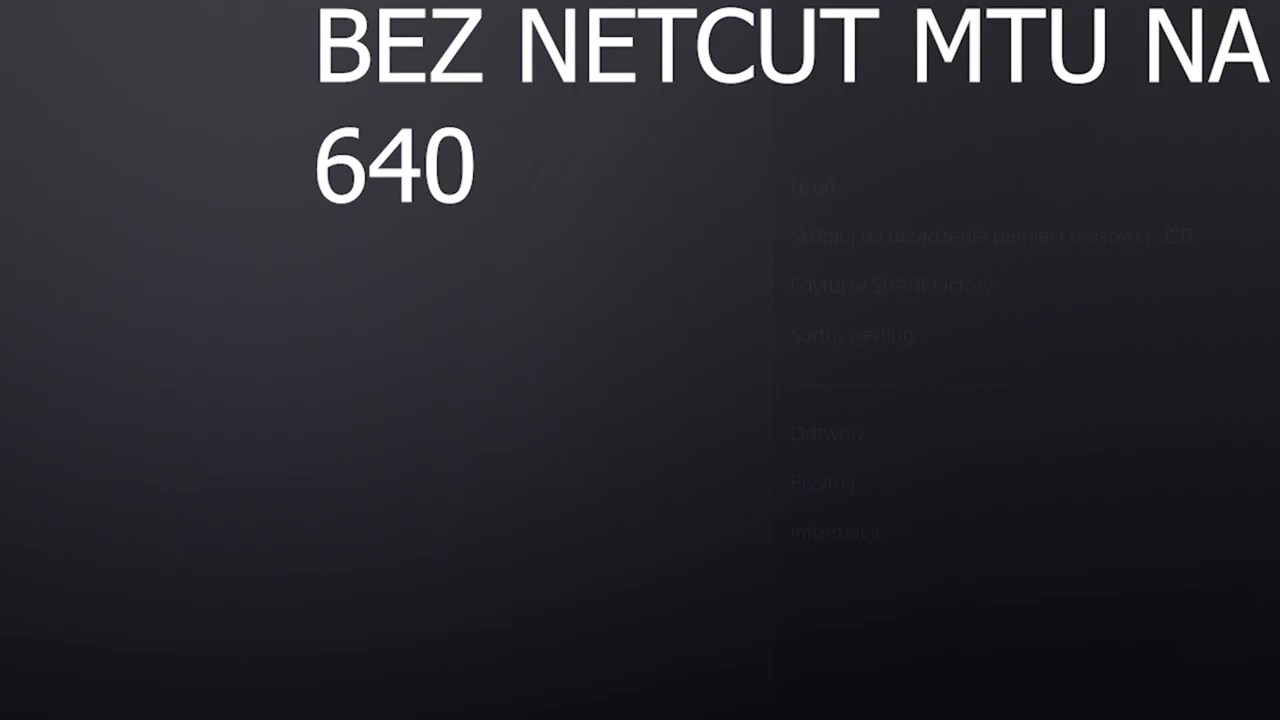 BEZ NETCUT MTU NA
640
Usuń
Skopiuj na urządzenie pamięci masowej USB
Edytuj w SHAREfactory
Sortuj według...
Odtwórz
Przytnij
Informacje